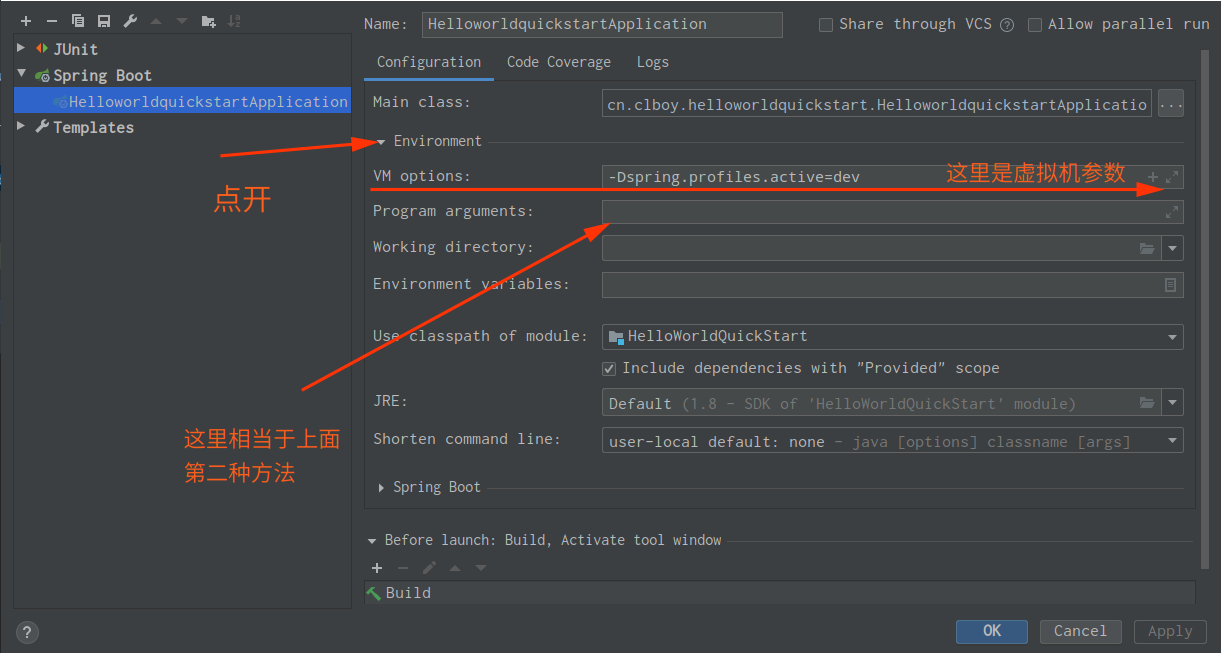 Name: HelloworldquickstartApplication Share through VCS ? Allow parallel run
JUnit
Spring Boot
HelloworldquickstartApplication
Templates
Configuration Code Coverage Logs
Main class: cn.clboy.helloworldquickstart.HelloworldquickstartApplicatio ...
Environment
VM options: -Dspring.profiles.active=dev 这里是虚拟机参数
点开
Program arguments:
Working directory:
Environment variables:
Use classpath of module: HelloWorldQuickStart
Include dependencies with "Provided" scope
JRE: Default (1.8 - SDK of 'HelloWorldQuickStart' module)
Shorten command line: user-local default: none - java [options] classname [args]
这里相当于上面
第二种方法
Spring Boot
Before launch: Build, Activate tool window
Build
? OK Cancel Apply